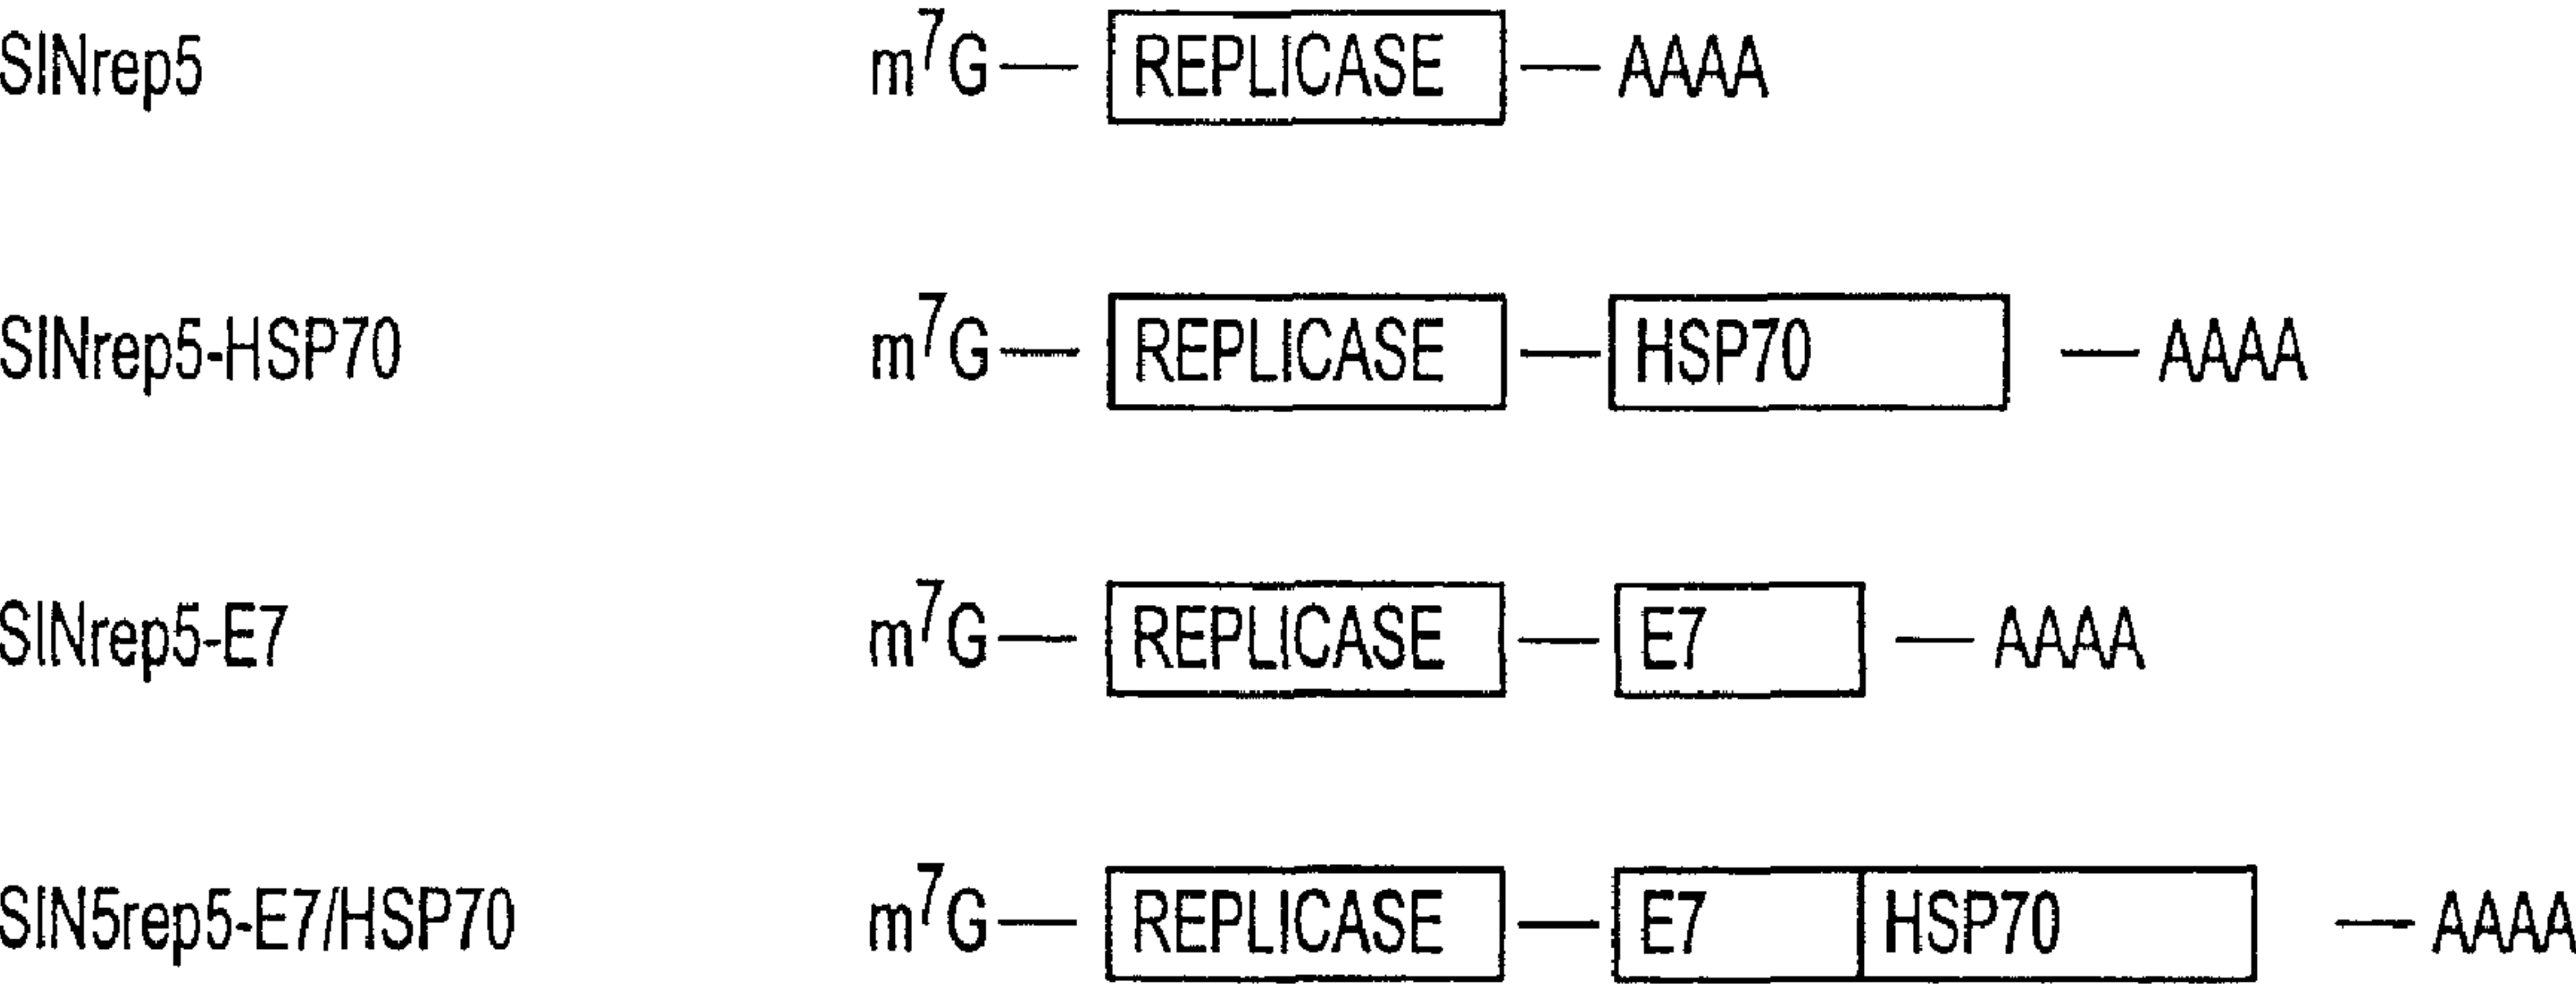 SINrep5 m⁷G — REPLICASE — AAAA
SINrep5-HSP70 m⁷G — REPLICASE — HSP70 — AAAA
SINrep5-E7 m⁷G — REPLICASE — E7 — AAAA
SIN5rep5-E7/HSP70 m⁷G — REPLICASE — E7 HSP70 — AAAA